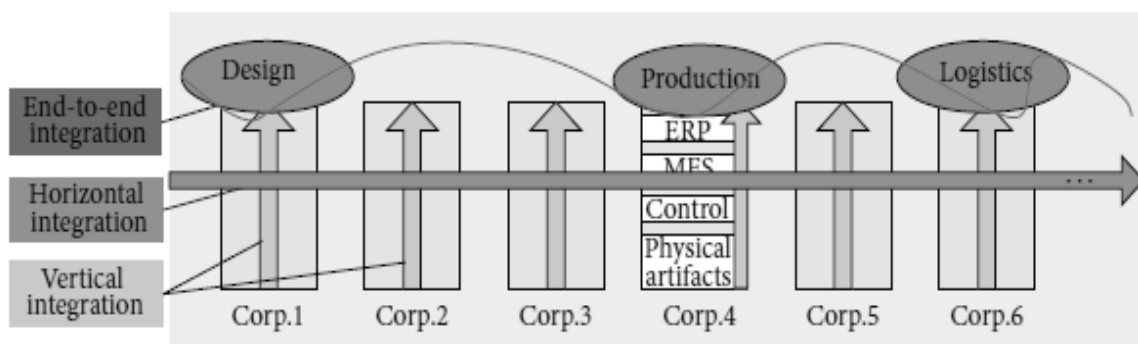 Design
Production
Logistics
End-to-end
integration
ERP
MES
Horizontal
integration
...
Control
Physical
artifacts
Vertical
integration
Corp.1
Corp.2
Corp.3
Corp.4
Corp.5
Corp.6